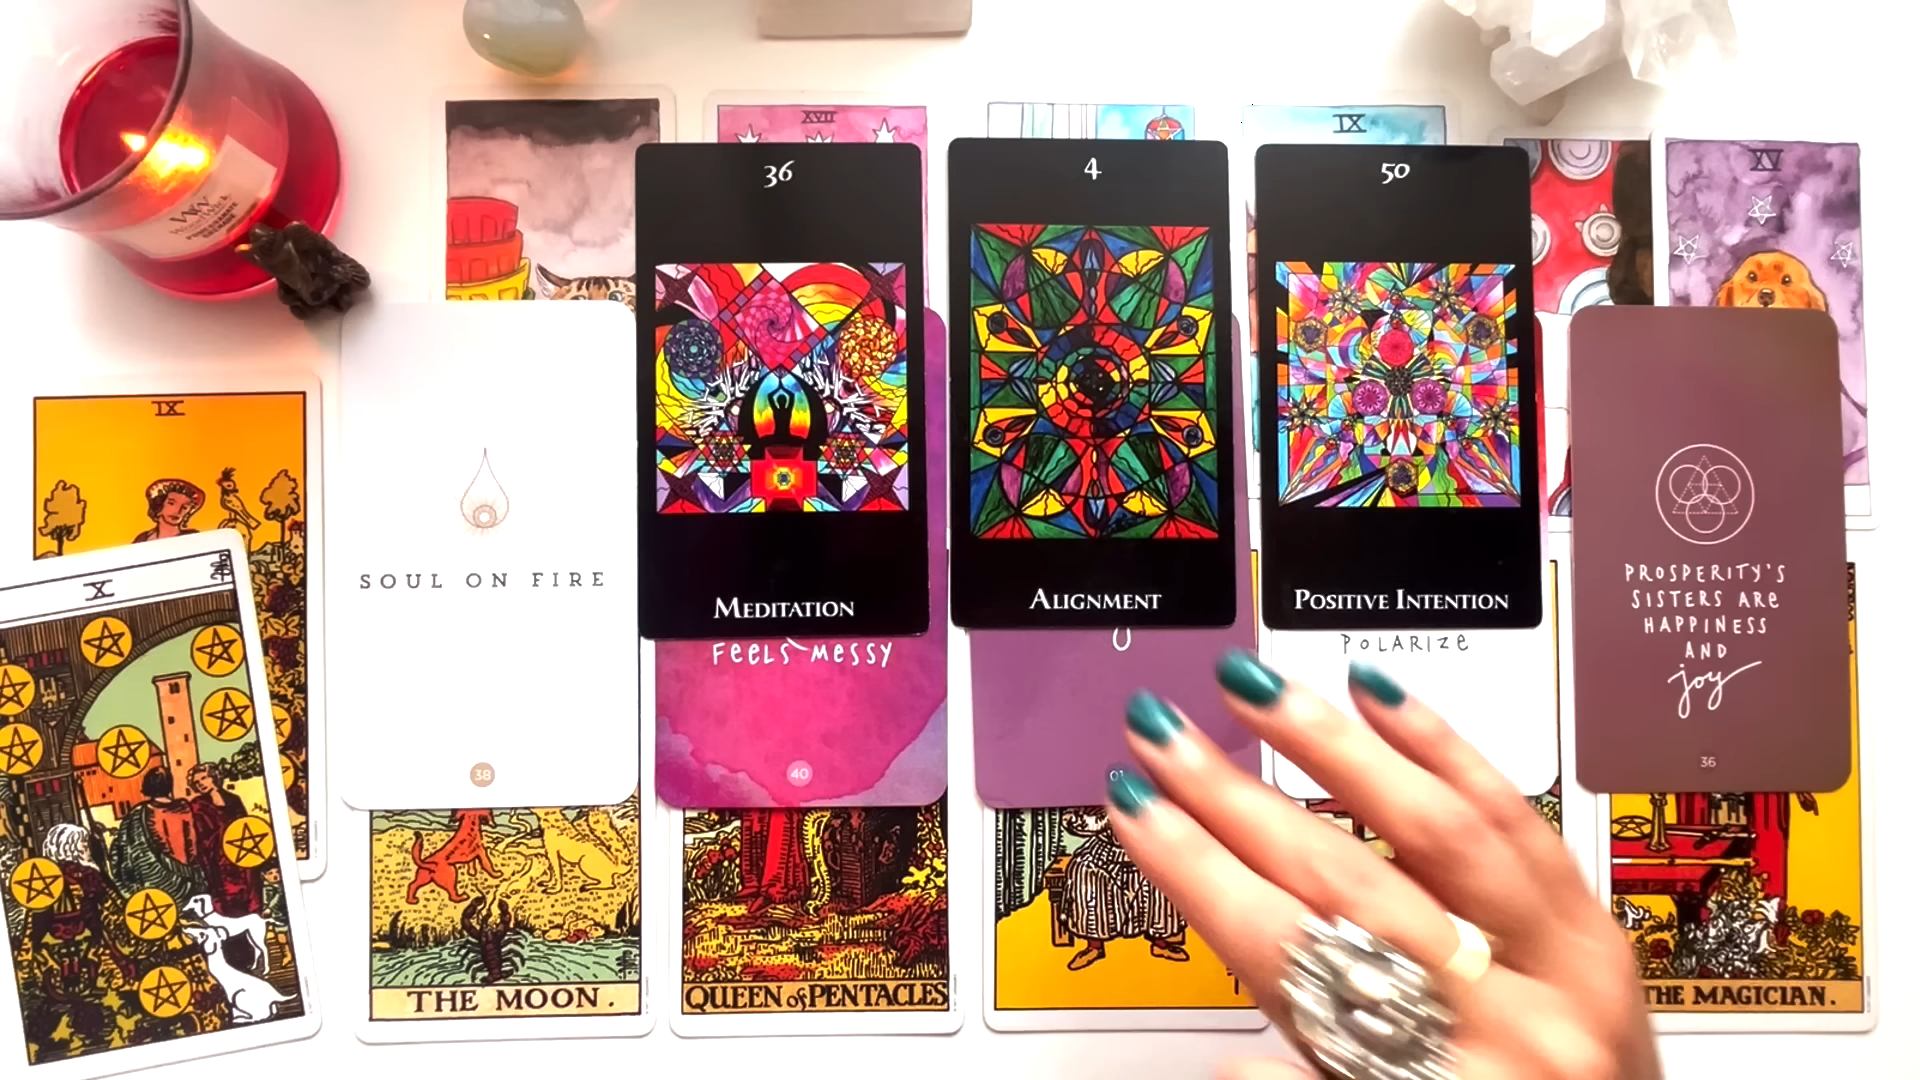 XVII
IX
XV
36
4
50
IX
X
SOUL ON FIRE
38
MEDITATION
FEELS MESSY
40
ALIGNMENT
01
POSITIVE INTENTION
POLARIZE
PROSPERITY'S
SISTERS ARE
HAPPINESS
AND
joy
36
THE MOON.
QUEEN of PENTACLES
THE MAGICIAN.